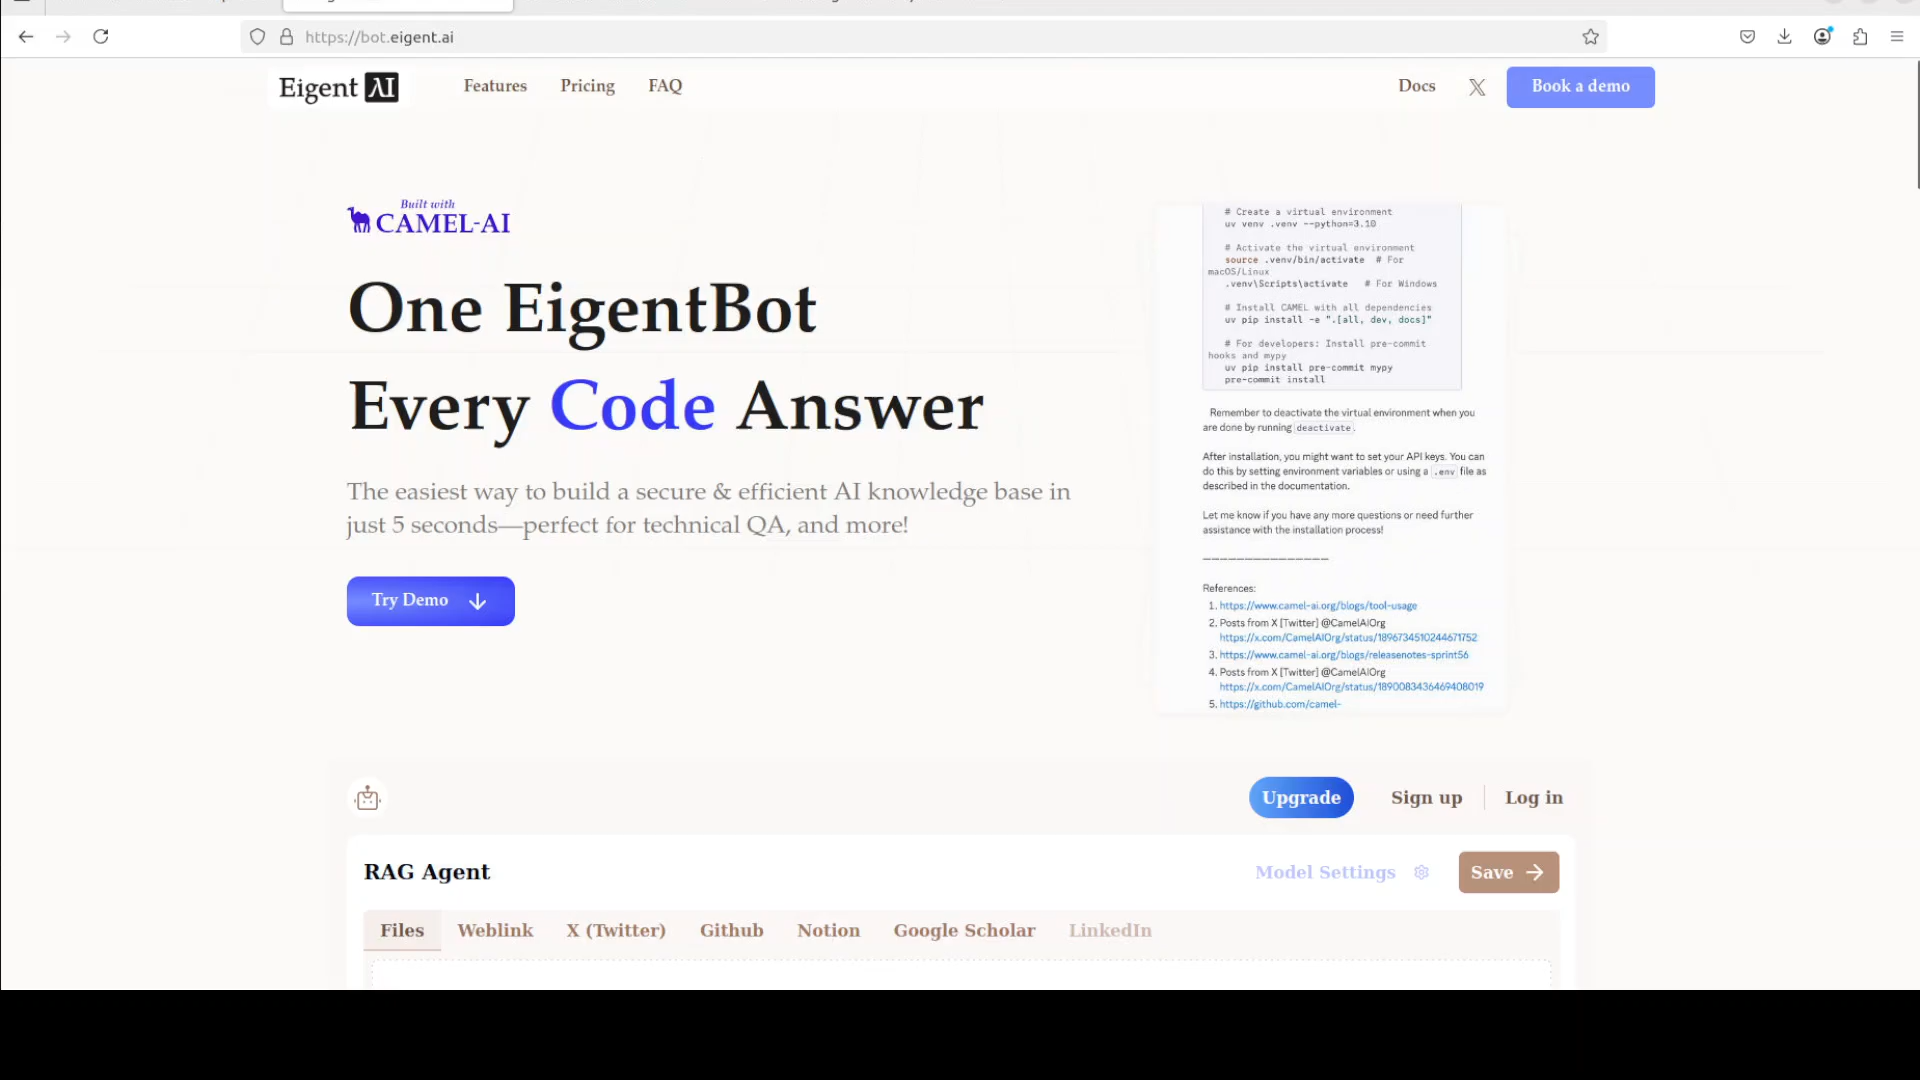 https://bot.eigent.ai
Eigent AI
Features
Pricing
FAQ
Docs
Book a demo
Built with
CAMEL-AI
One EigentBot
Every Code Answer
The easiest way to build a secure & efficient AI knowledge base in
just 5 seconds—perfect for technical QA, and more!
Try Demo
# Create a virtual environment
uv venv .venv --python=3.10
# Activate the virtual environment
source .venv/bin/activate # For
macOS/Linux
.venv\Scripts\activate # For Windows
# Install CAMEL with all dependencies
uv pip install -e ".[all, dev, docs]"
# For developers: Install pre-commit
hooks and mypy
uv pip install pre-commit mypy
pre-commit install
Remember to deactivate the virtual environment when you
are done by running deactivate.
After installation, you might want to set your API keys. You can
do this by setting environment variables or using a .env file as
described in the documentation.
Let me know if you have any more questions or need further
assistance with the installation process!
———————————————
References:
1. https://www.camel-ai.org/blogs/tool-usage
2. Posts from X [Twitter] @CamelAIOrg
https://x.com/CamelAIOrg/status/1896734510244671752
3. https://www.camel-ai.org/blogs/releasenotes-sprint56
4. Posts from X [Twitter] @CamelAIOrg
https://x.com/CamelAIOrg/status/1890083436469408019
5. https://github.com/camel-
Upgrade
Sign up
Log in
RAG Agent
Model Settings
Save
Files
Weblink
X (Twitter)
Github
Notion
Google Scholar
LinkedIn